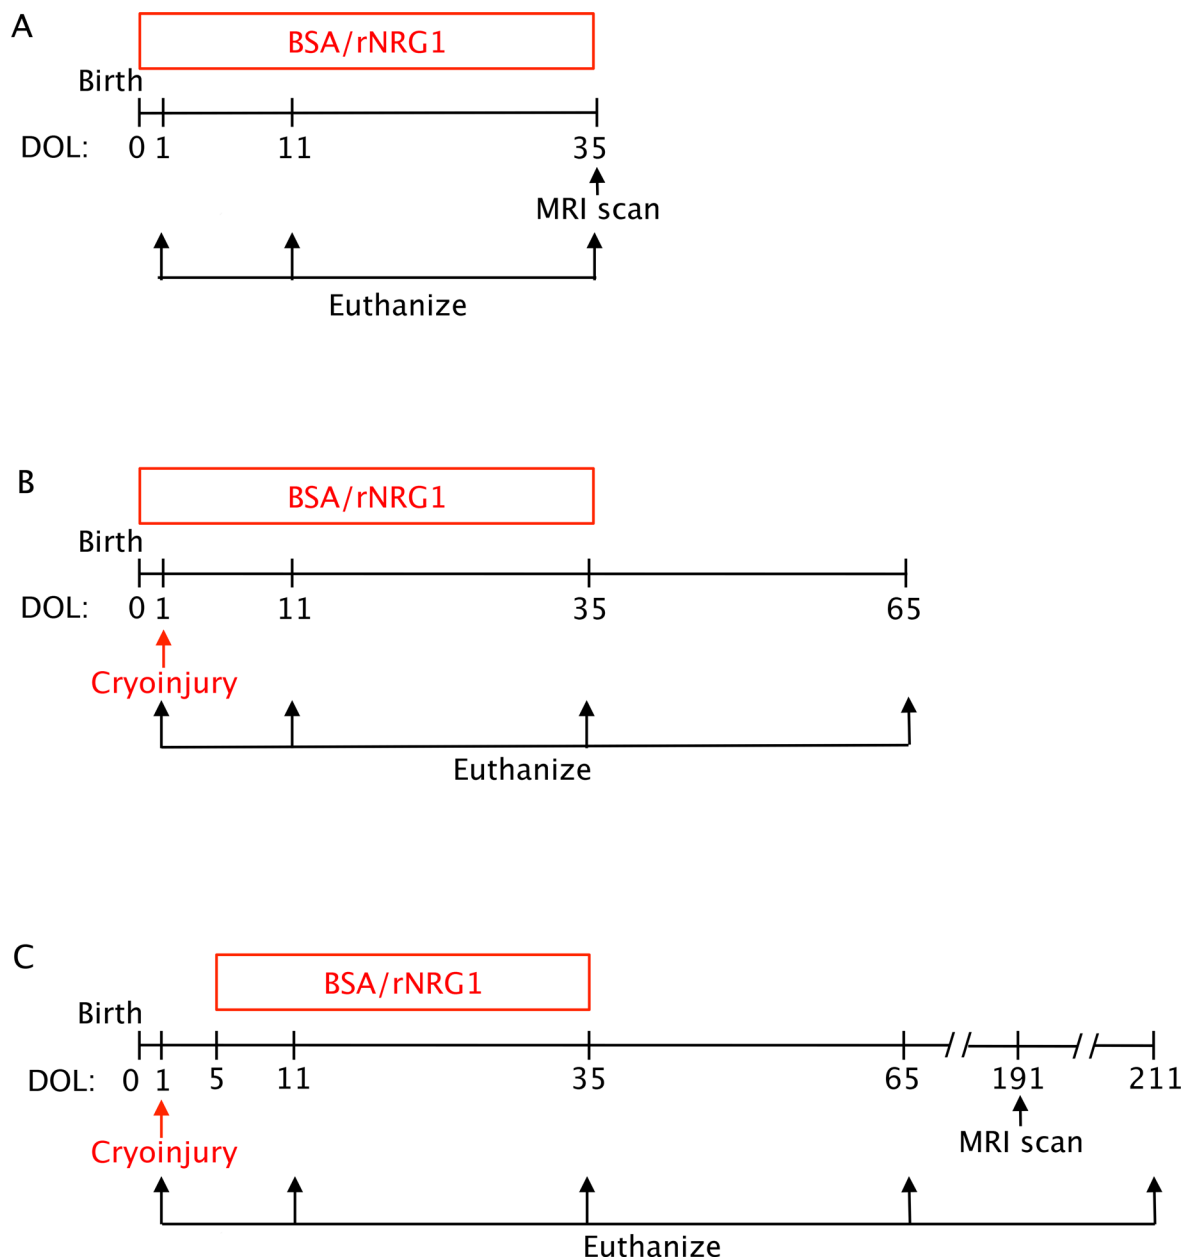 A
BSA/rNRG1
Birth
DOL: 0 1 11 35
MRI scan
Euthanize
B
BSA/rNRG1
Birth
DOL: 0 1 11 35 65
Cryoinjury
Euthanize
C
BSA/rNRG1
Birth
DOL: 0 1 5 11 35 65 191 211
Cryoinjury MRI scan
Euthanize